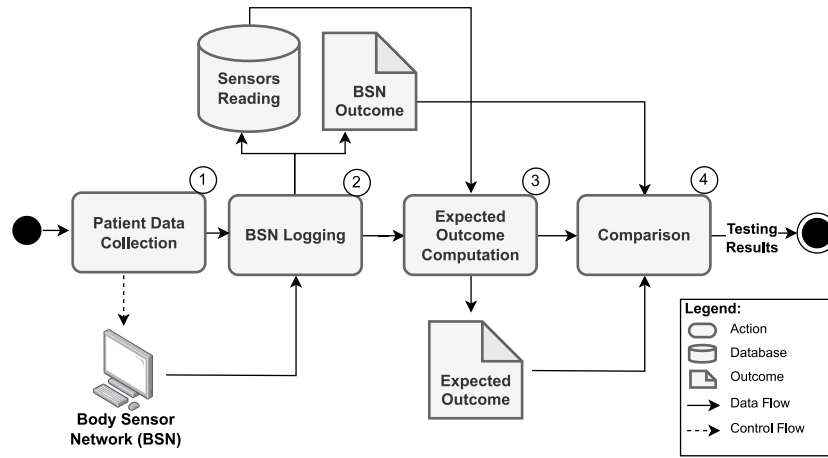 Sensors
Reading
BSN
Outcome
1
Patient Data
Collection
2
BSN Logging
3
Expected
Outcome
Computation
4
Comparison
Testing
Results
Body Sensor
Network (BSN)
Expected
Outcome
Legend:
Action
Database
Outcome
Data Flow
Control Flow